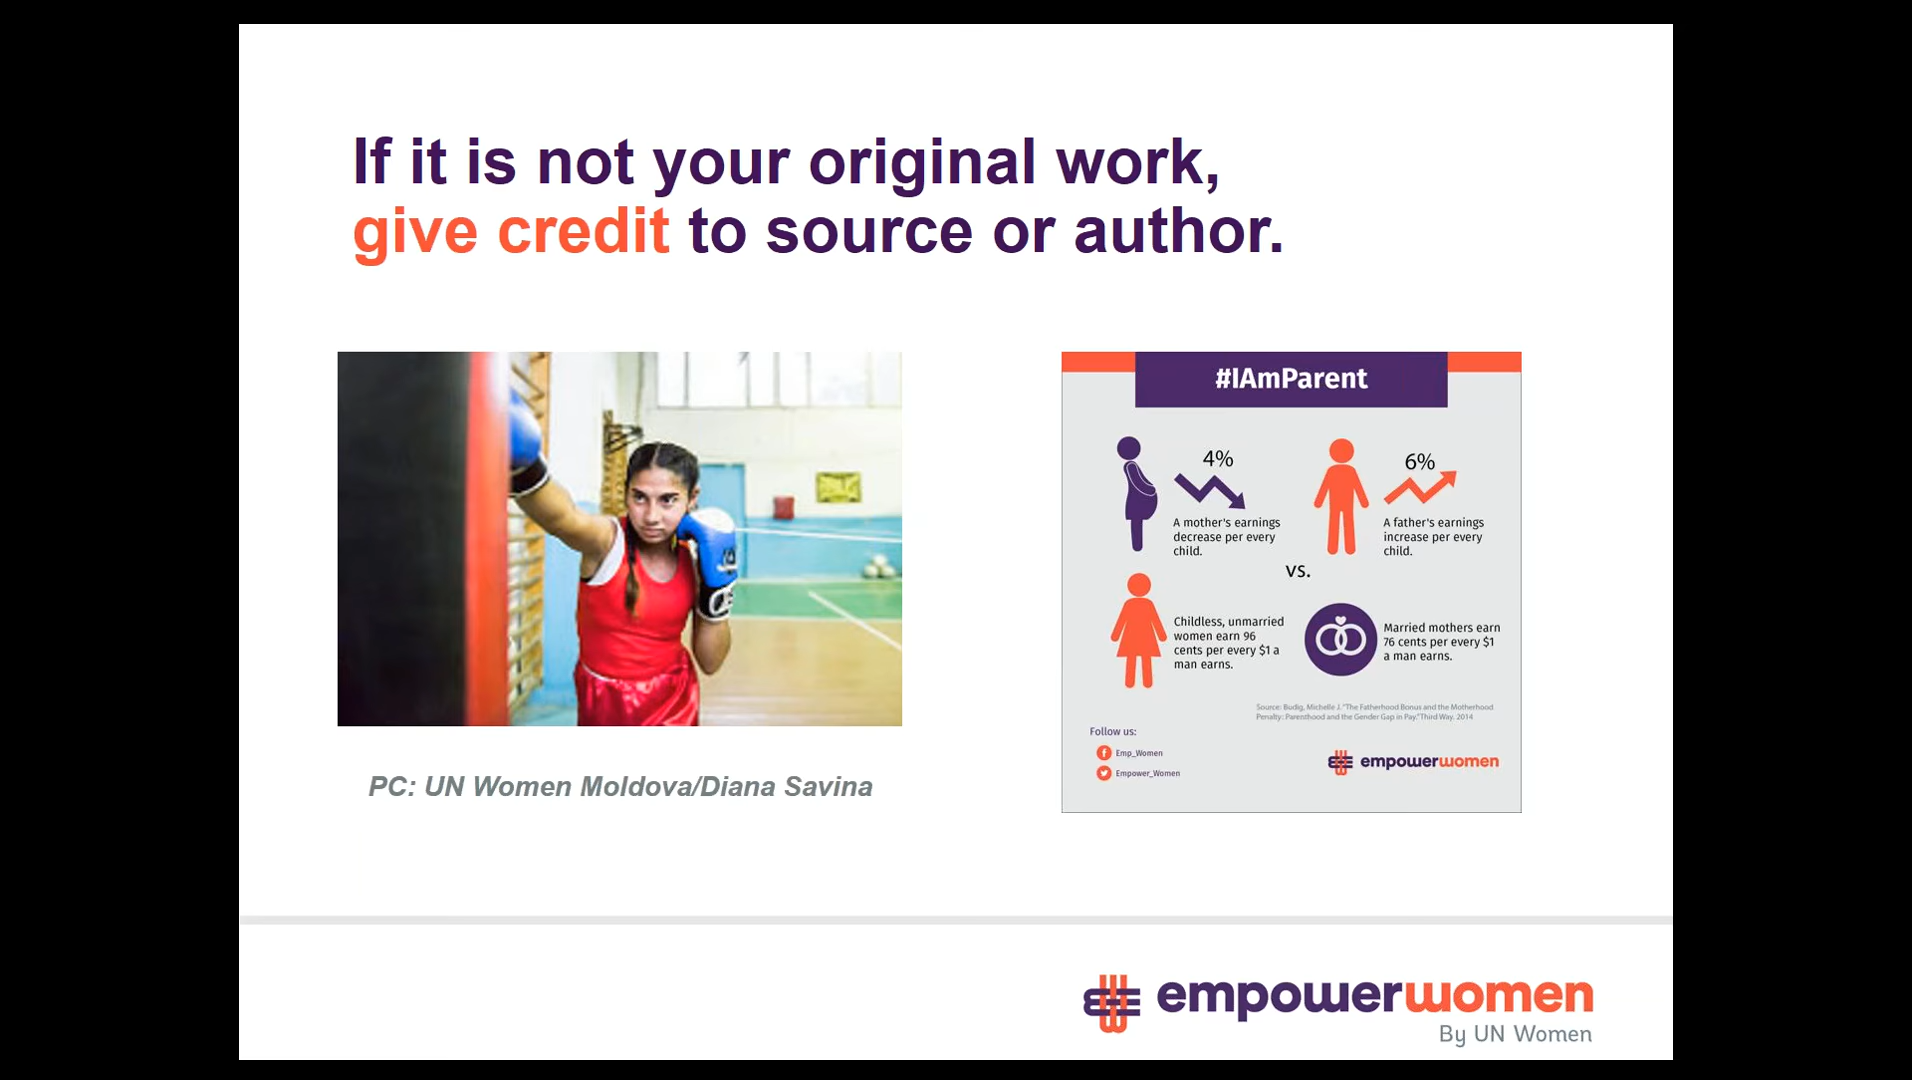 If it is not your original work,
give credit to source or author.
PC: UN Women Moldova/Diana Savina
#IAmParent
4%
A mother's earnings
decrease per every
child.
6%
A father's earnings
increase per every
child.
vs.
Childless, unmarried
women earn 96
cents per every $1 a
man earns.
Married mothers earn
76 cents per every $1
a man earns.
Source: Budig, Michelle J. "The Fatherhood Bonus and the Motherhood
Penalty: Parenthood and the Gender Gap in Pay." Third Way. 2014
Follow us:
Emp_Women
Empower_Women
empowerwomen
empowerwomen
By UN Women